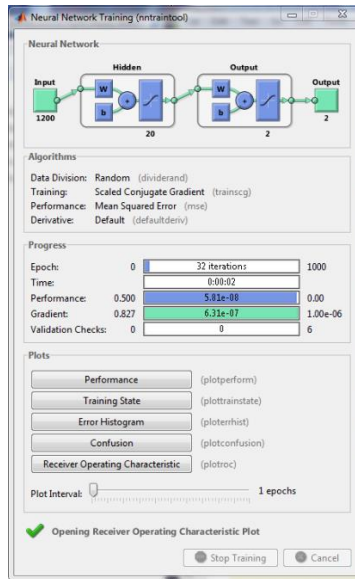 Neural Network Training (nntraintool)
Neural Network
Hidden Output
Input Output
W W
b b
1200 2
20 2
Algorithms
Data Division: Random (dividerand)
Training: Scaled Conjugate Gradient (trainscg)
Performance: Mean Squared Error (mse)
Derivative: Default (defaultderiv)
Progress
Epoch: 0 32 iterations 1000
Time: 0:00:02
Performance: 0.500 5.01e-08 0.00
Gradient: 0.827 6.31e-07 1.00e-06
Validation Checks: 0 0 6
Plots
Performance (plotperform)
Training State (plottrainstate)
Error Histogram (ploterrhist)
Confusion (plotconfusion)
Receiver Operating Characteristic (plotroc)
Plot Interval: 1 epochs
Opening Receiver Operating Characteristic Plot
Stop Training Cancel